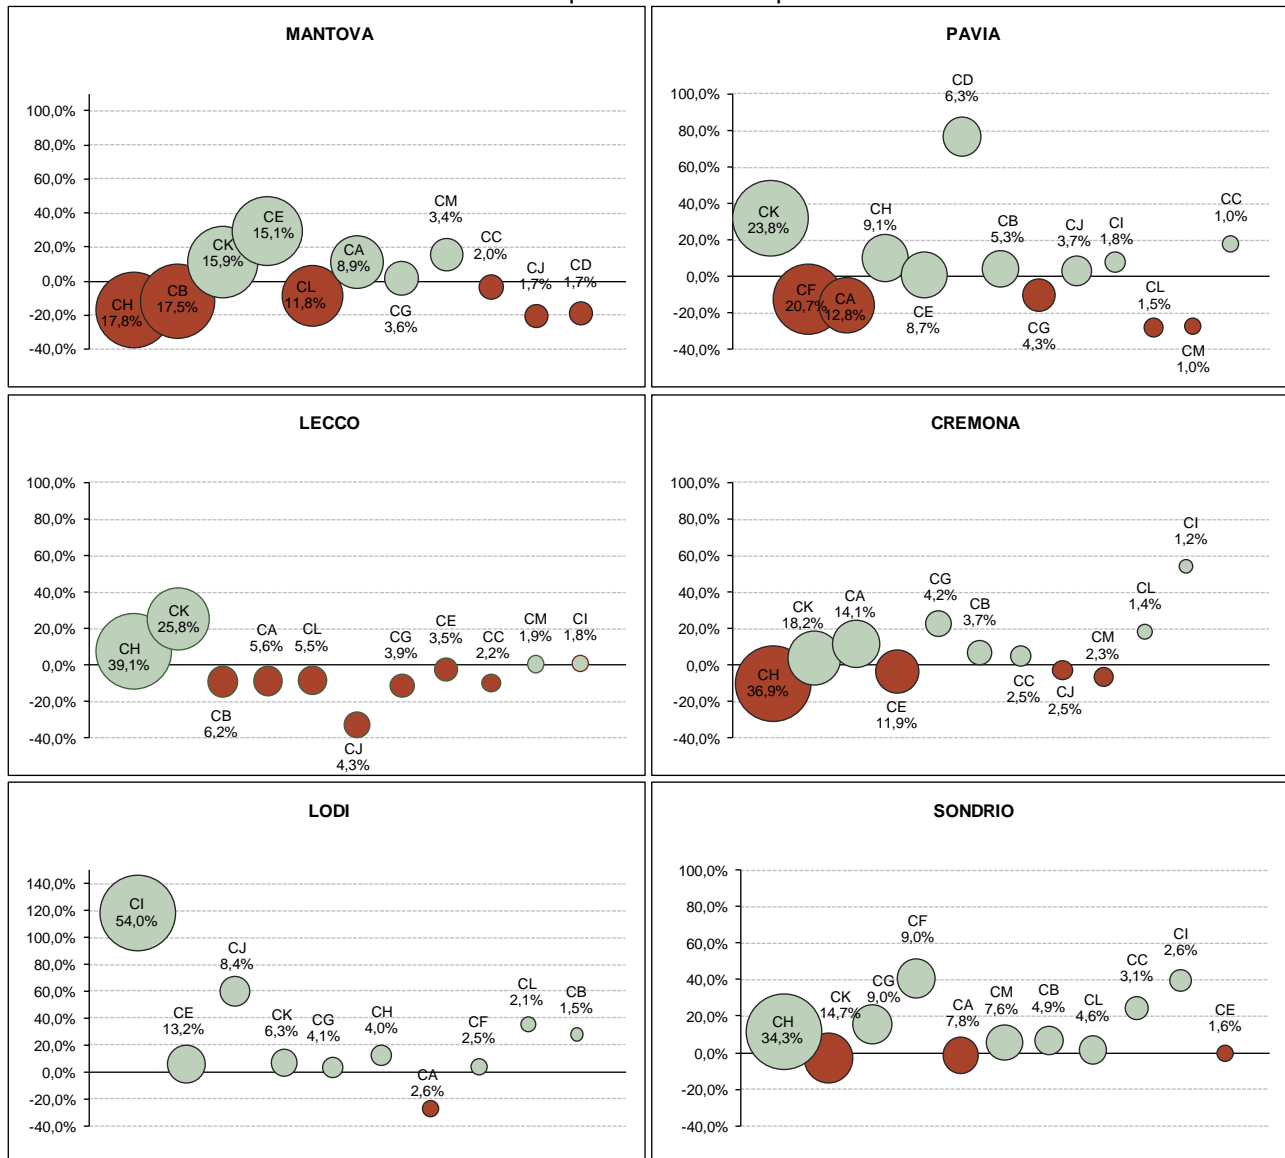 MANTOVA
100,0%
80,0%
60,0%
40,0%
20,0%
0,0%
-20,0%
-40,0%
CH
17,8%
CB
17,5%
CK
15,9%
CE
15,1%
CL
11,8%
CA
8,9%
CG
3,6%
CM
3,4%
CC
2,0%
CJ
1,7%
CD
1,7%
PAVIA
100,0%
80,0%
60,0%
40,0%
20,0%
0,0%
-20,0%
-40,0%
CK
23,8%
CF
20,7%
CA
12,8%
CH
9,1%
CE
8,7%
CD
6,3%
CB
5,3%
CG
4,3%
CJ
3,7%
CI
1,8%
CL
1,5%
CM
1,0%
CC
1,0%
LECCO
100,0%
80,0%
60,0%
40,0%
20,0%
0,0%
-20,0%
-40,0%
CH
39,1%
CK
25,8%
CB
6,2%
CA
5,6%
CL
5,5%
CJ
4,3%
CG
3,9%
CE
3,5%
CC
2,2%
CM
1,9%
CI
1,8%
CREMONA
100,0%
80,0%
60,0%
40,0%
20,0%
0,0%
-20,0%
-40,0%
CH
36,9%
CK
18,2%
CA
14,1%
CE
11,9%
CG
4,2%
CB
3,7%
CC
2,5%
CJ
2,5%
CM
2,3%
CL
1,4%
CI
1,2%
LODI
140,0%
120,0%
100,0%
80,0%
60,0%
40,0%
20,0%
0,0%
-20,0%
-40,0%
CI
54,0%
CE
13,2%
CJ
8,4%
CK
6,3%
CG
4,1%
CH
4,0%
CA
2,6%
CF
2,5%
CL
2,1%
CB
1,5%
SONDRIO
100,0%
80,0%
60,0%
40,0%
20,0%
0,0%
-20,0%
-40,0%
CH
34,3%
CK
14,7%
CG
9,0%
CF
9,0%
CA
7,8%
CM
7,6%
CB
4,9%
CL
4,6%
CC
3,1%
CI
2,6%
CE
1,6%